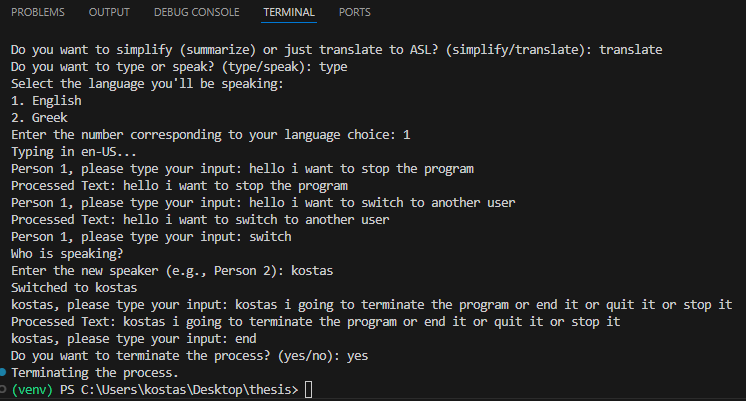 PROBLEMS OUTPUT DEBUG CONSOLE TERMINAL PORTS
Do you want to simplify (summarize) or just translate to ASL? (simplify/translate): translate
Do you want to type or speak? (type/speak): type
Select the language you'll be speaking:
1. English
2. Greek
Enter the number corresponding to your language choice: 1
Typing in en-US...
Person 1, please type your input: hello i want to stop the program
Processed Text: hello i want to stop the program
Person 1, please type your input: hello i want to switch to another user
Processed Text: hello i want to switch to another user
Person 1, please type your input: switch
Who is speaking?
Enter the new speaker (e.g., Person 2): kostas
Switched to kostas
kostas, please type your input: kostas i going to terminate the program or end it or quit it or stop it
Processed Text: kostas i going to terminate the program or end it or quit it or stop it
kostas, please type your input: end
Do you want to terminate the process? (yes/no): yes
Terminating the process.
(venv) PS C:\Users\kostas\Desktop\thesis>